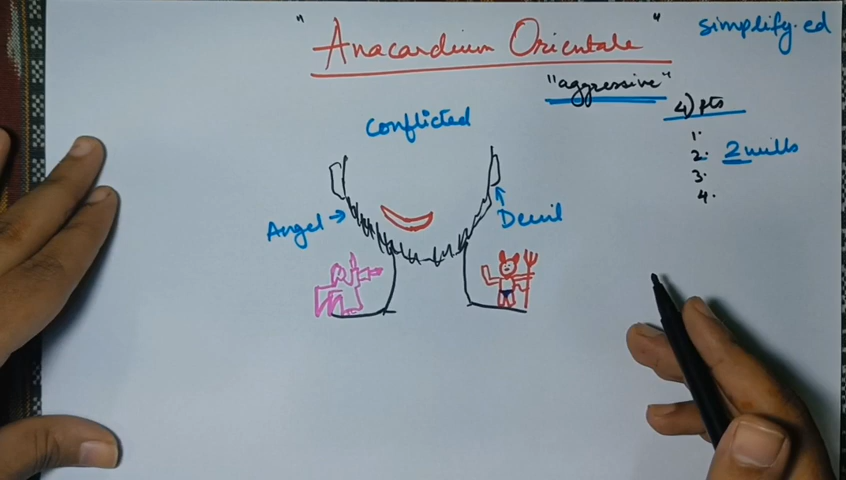 " Anacardium Orientale "
simplify.ed
"aggressive"
4) pts
1.
2. 2 wills
3.
4.
Conflicted
Angel →
Devil